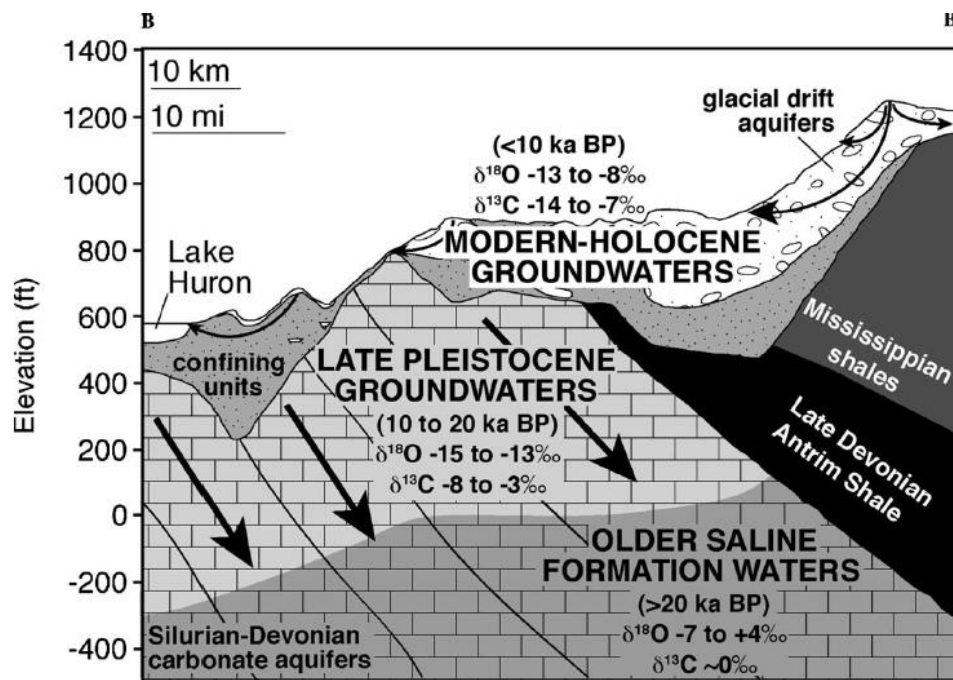 B
H
1400
1200
1000
800
600
400
200
0
-200
-400
Elevation (ft)
10 km
10 mi
glacial drift
aquifers
(<10 ka BP)
δ¹⁸O -13 to -8‰
δ¹³C -14 to -7‰
MODERN-HOLOCENE
GROUNDWATERS
Lake
Huron
confining
units
LATE PLEISTOCENE
GROUNDWATERS
(10 to 20 ka BP)
δ¹⁸O -15 to -13‰
δ¹³C -8 to -3‰
Mississippian
shales
Late Devonian
Antrim Shale
OLDER SALINE
FORMATION WATERS
(>20 ka BP)
δ¹⁸O -7 to +4‰
δ¹³C ~0‰
Silurian-Devonian
carbonate aquifers